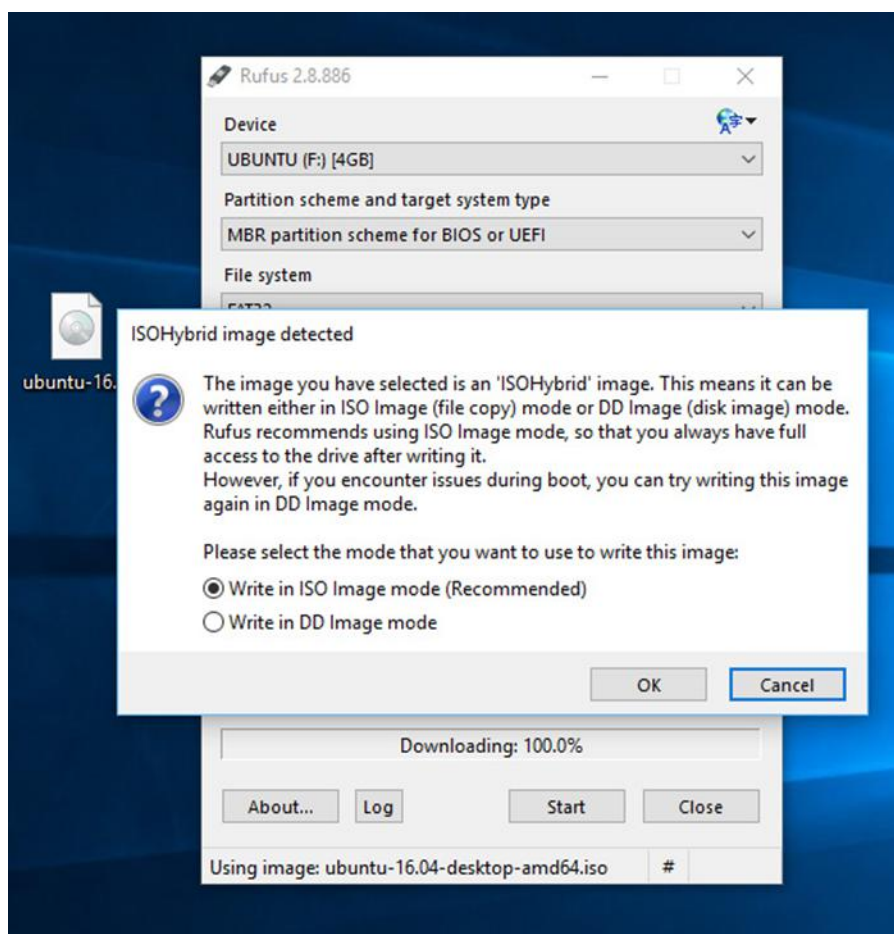 Rufus 2.8.886
Device
UBUNTU (F:) [4GB]
Partition scheme and target system type
MBR partition scheme for BIOS or UEFI
File system
ISOHybrid image detected
ubuntu-16.
The image you have selected is an 'ISOHybrid' image. This means it can be
written either in ISO Image (file copy) mode or DD Image (disk image) mode.
Rufus recommends using ISO Image mode, so that you always have full
access to the drive after writing it.
However, if you encounter issues during boot, you can try writing this image
again in DD Image mode.
Please select the mode that you want to use to write this image:
Write in ISO Image mode (Recommended)
Write in DD Image mode
OK Cancel
Downloading: 100.0%
About... Log Start Close
Using image: ubuntu-16.04-desktop-amd64.iso #